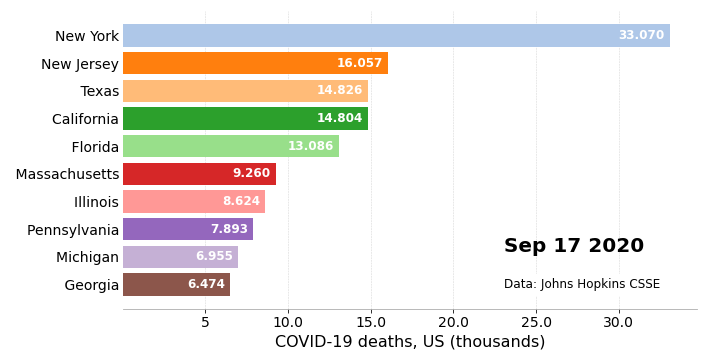 New York 33.070
New Jersey 16.057
Texas 14.826
California 14.804
Florida 13.086
Massachusetts 9.260
Illinois 8.624
Pennsylvania 7.893
Michigan 6.955
Georgia 6.474
Sep 17 2020
Data: Johns Hopkins CSSE
5 10.0 15.0 20.0 25.0 30.0
COVID-19 deaths, US (thousands)